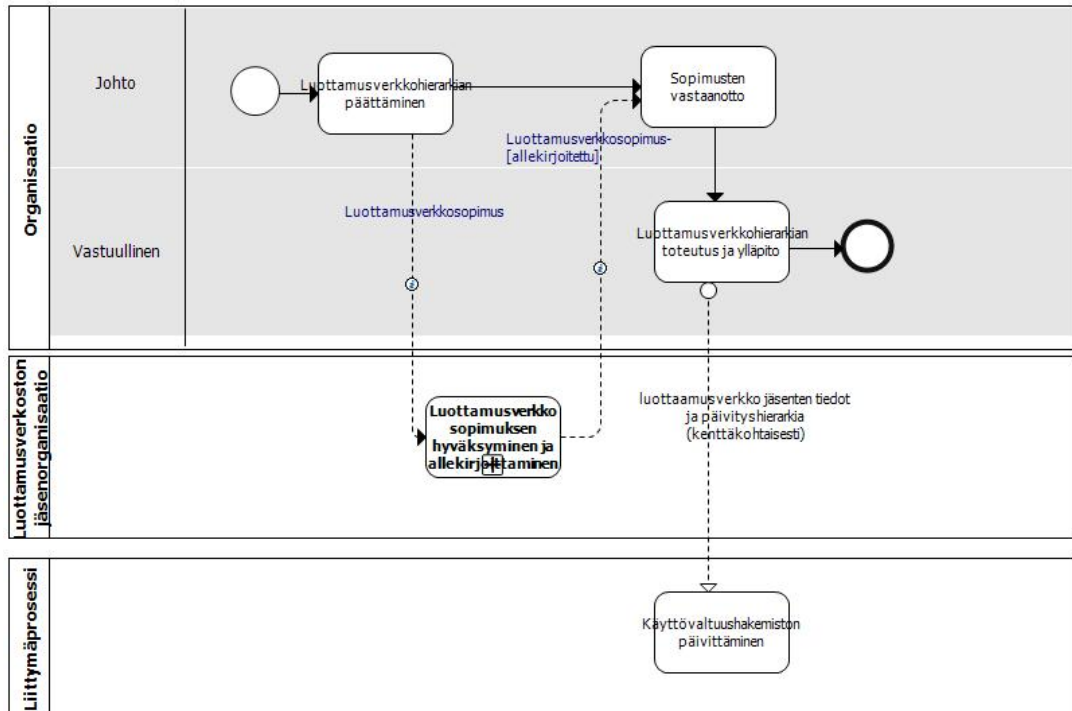 Organisaatio
Johto
Luottamusverkkohierarkian
päättäminen
Sopimusten
vastaanotto
Luottamusverkkosopimus-
[allekirjoitettu]
Luottamusverkkosopimus
Vastuullinen
Luottamusverkkohierarkian
toteutus ja ylläpito
Luottamusverkoston
jäsenorganisaatio
Luottamusverkko
sopimuksen
hyväksyminen ja
allekirjoittaminen
luottaamusverkko jäsenten tiedot
ja päivityshierarkia
(kenttäkohtaisesti)
Liittymäprosessi
Käyttövaltuushakemiston
päivittäminen